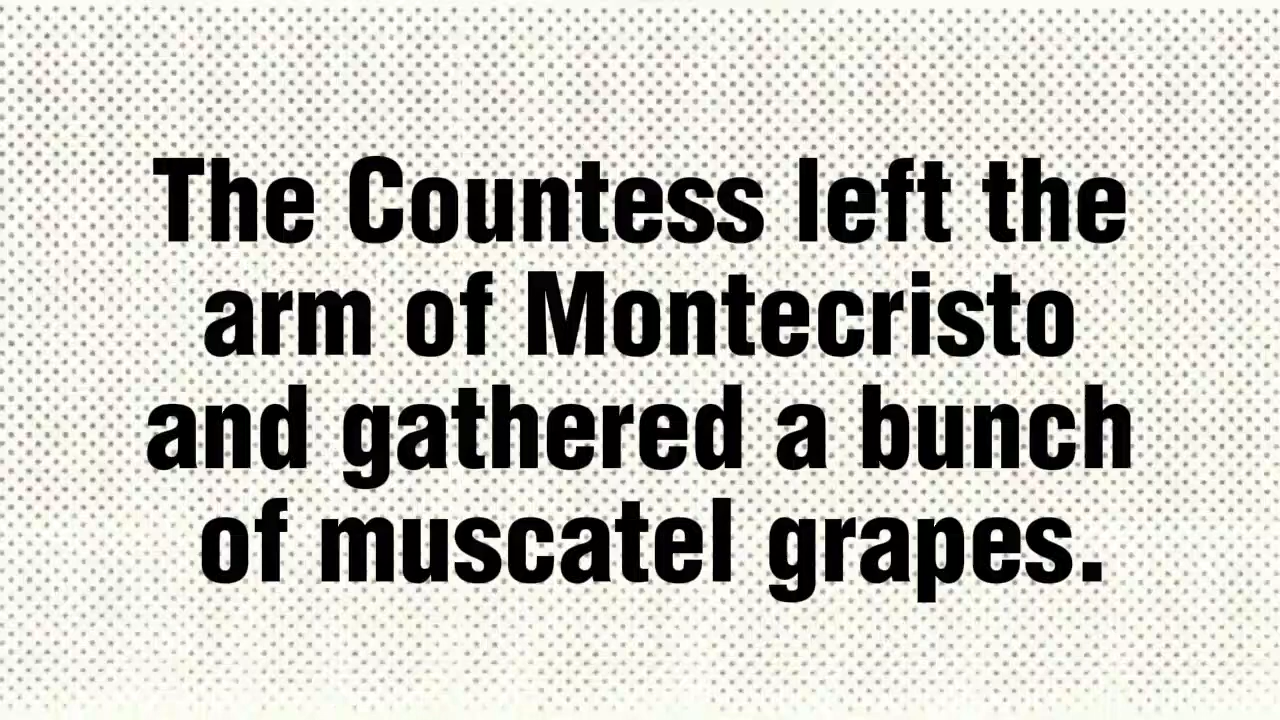 The Countess left the
arm of Montecristo
and gathered a bunch
of muscatel grapes.